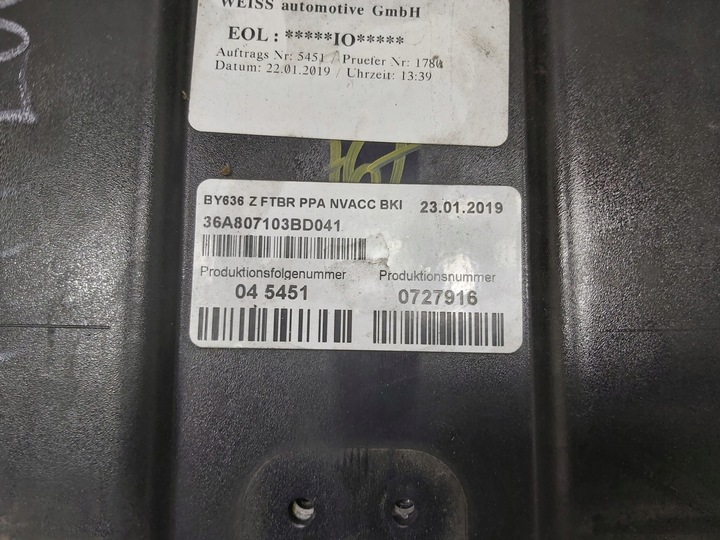 WEISS automotive GmbH
EOL : *****IO*****
Auftrags Nr: 5451 / Pruefer Nr: 1780
Datum: 22.01.2019 / Uhrzeit: 13:39
BY636 Z FTBR PPA NVACC BKI 23.01.2019
36A807103BD041
Produktionsfolgenummer Produktionsnummer
04 5451 0727916